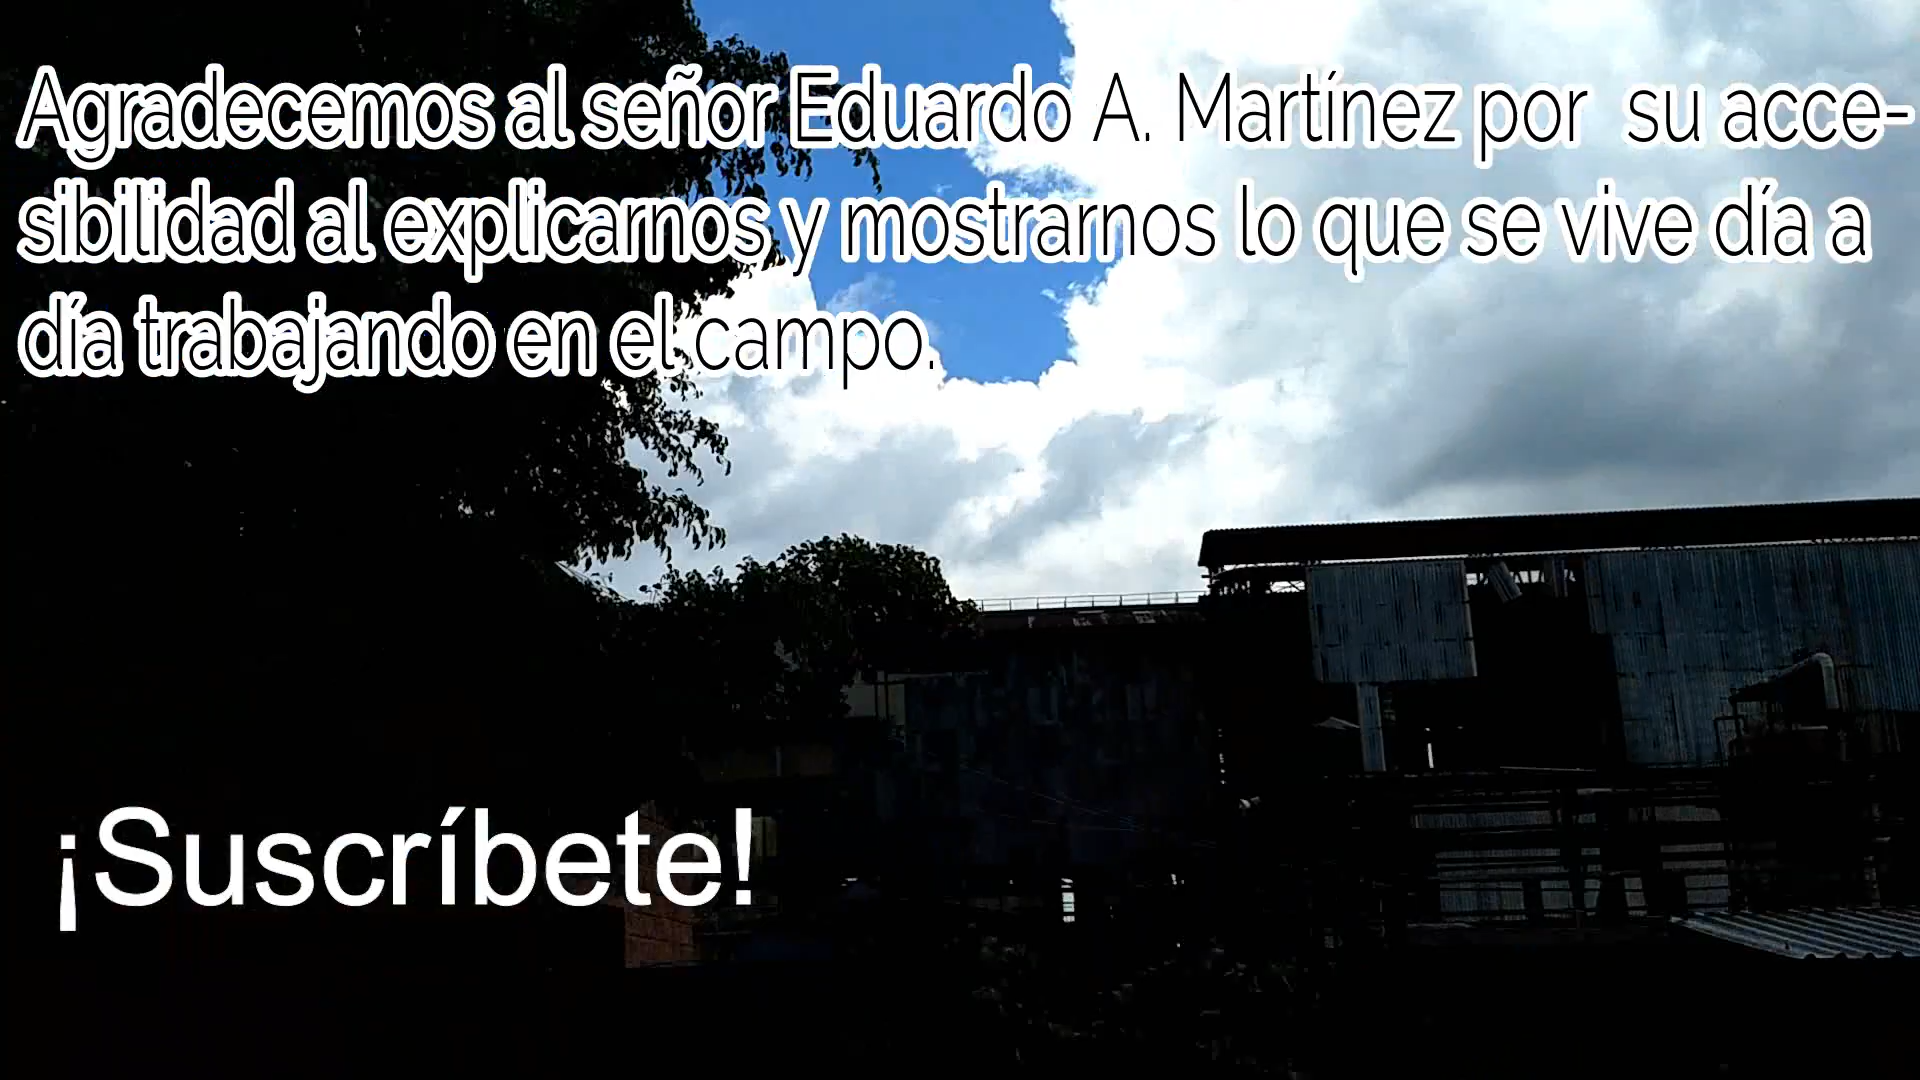 Agradecemos al señor Eduardo A. Martínez por su acce-
sibilidad al explicarnos y mostrarnos lo que se vive día a
día trabajando en el campo.
¡Suscríbete!